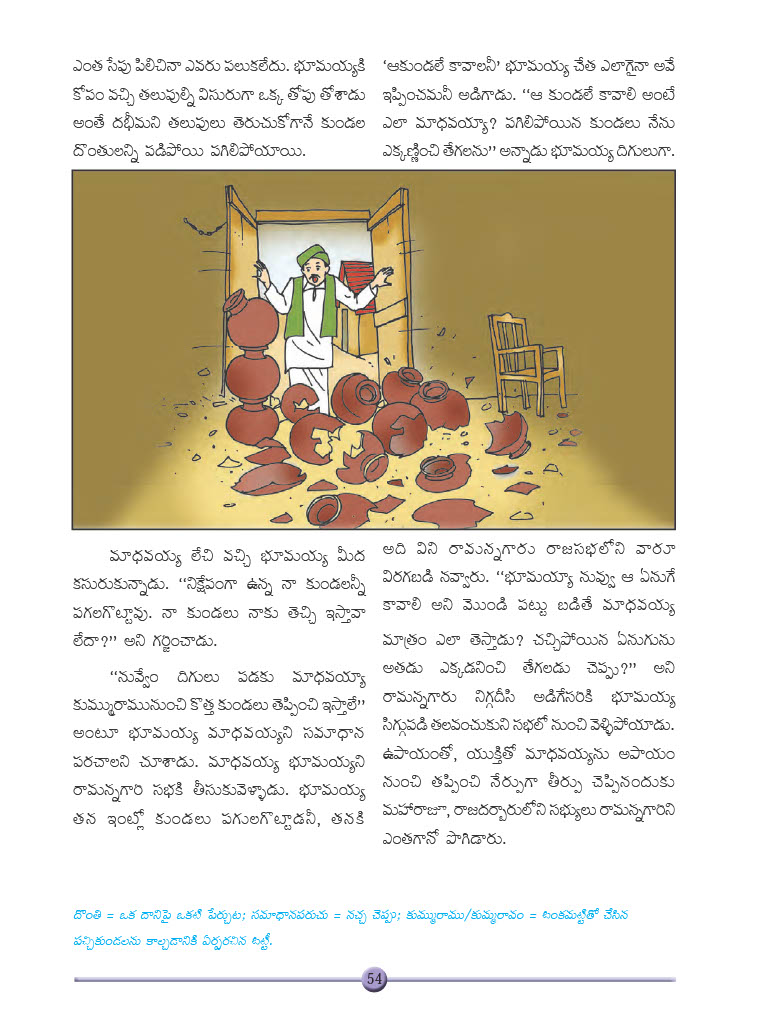 ఎంత సేపు పిలిచినా ఎవరు పలుకలేదు. భూమయ్యకి
కోపం వచ్చి తలుపుల్ని విసురుగా ఒక్క తోపు తోశాడు
అంతే దభీమని తలుపులు తెరుచుకోగానే కుండల
దొంతులన్ని పడిపోయి పగిలిపోయాయి.
మాధవయ్య లేచి వచ్చి భూమయ్య మీద
కసురుకున్నాడు. “నిక్షేపంగా ఉన్న నా కుండలన్నీ
పగలగొట్టావు. నా కుండలు నాకు తెచ్చి ఇస్తావా
లేదా?” అని గర్జించాడు.
“నువ్వేం దిగులు పడకు మాధవయ్యా
కుమ్మురామునుంచి కొత్త కుండలు తెప్పించి ఇస్తాలే”
అంటూ భూమయ్య మాధవయ్యని సమాధాన
పరచాలని చూశాడు. మాధవయ్య భూమయ్యని
రామన్నగారి సభకి తీసుకువెళ్ళాడు. భూమయ్య
తన ఇంట్లో కుండలు పగులగొట్టాడనీ, తనకి
‘ఆకుండలే కావాలనీ’ భూమయ్య చేత ఎలాగైనా అవే
ఇప్పించమనీ అడిగాడు. “ఆ కుండలే కావాలి అంటే
ఎలా మాధవయ్యా? పగిలిపోయిన కుండలు నేను
ఎక్కణ్ణించి తేగలను” అన్నాడు భూమయ్య దిగులుగా.
అది విని రామన్నగారు రాజసభలోని వారూ
విరగబడి నవ్వారు. “భూమయ్యా నువ్వు ఆ ఏనుగే
కావాలి అని మొండి పట్టు బడితే మాధవయ్య
మాత్రం ఎలా తెస్తాడు? చచ్చిపోయిన ఏనుగును
అతడు ఎక్కడనించి తేగలడు చెప్పు?” అని
రామన్నగారు నిగ్గదీసి అడిగేసరికి భూమయ్య
సిగ్గుపడి తలవంచుకుని సభలో నుంచి వెళ్ళిపోయాడు.
ఉపాయంతో, యుక్తితో మాధవయ్యను అపాయం
నుంచి తప్పించి నేర్పుగా తీర్పు చెప్పినందుకు
మహారాజూ, రాజదర్బారులోని సభ్యులు రామన్నగారిని
ఎంతగానో పొగిడారు.
దొంతి = ఒక దానిపై ఒకటి పేర్చుట; సమాధానపరుచు = నచ్చ చెప్పు; కుమ్మురాము/కుమ్మరావం = బంకమట్టితో చేసిన
పచ్చికుండలను కాల్చడానికి ఏర్పరచిన బట్టీ.
54